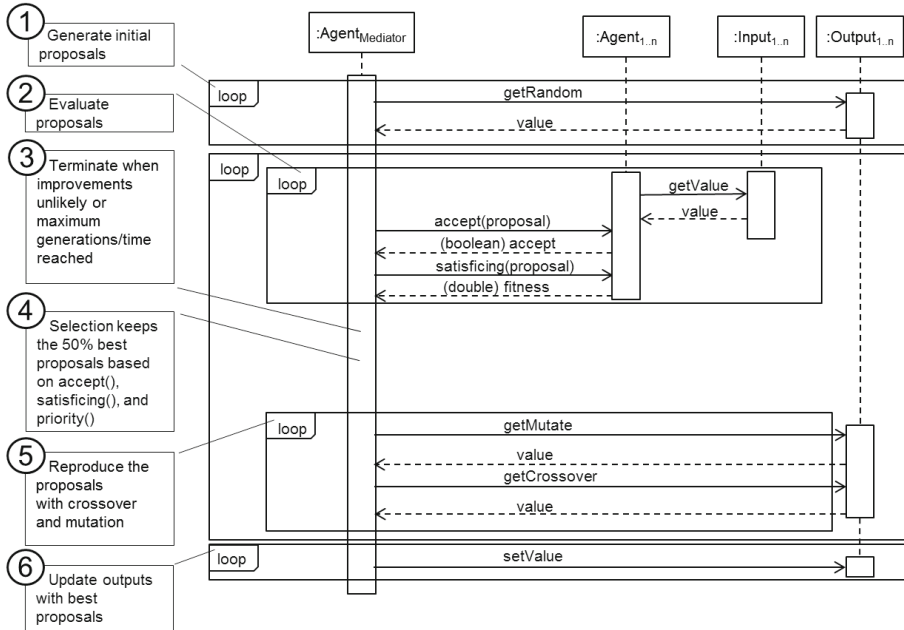 1
Generate initial
proposals
2
Evaluate
proposals
3
Terminate when
improvements
unlikely or
maximum
generations/time
reached
4
Selection keeps
the 50% best
proposals based
on accept(),
satisficing(), and
priority()
5
Reproduce the
proposals
with crossover
and mutation
6
Update outputs
with best
proposals
:AgentMediator
:Agent1..n
:Input1..n
:Output1..n
loop
getRandom
value
loop
loop
getValue
value
accept(proposal)
(boolean) accept
satisficing(proposal)
(double) fitness
loop
getMutate
value
getCrossover
value
loop
setValue